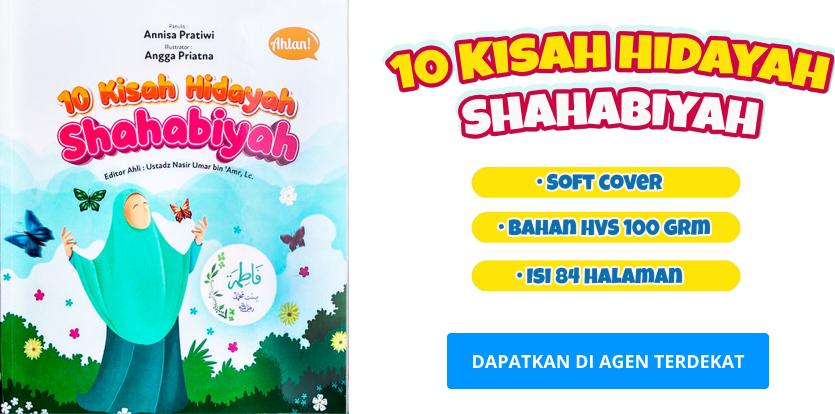 Penulis :
Annisa Pratiwi
Illustrator :
Angga Priatna
Ahlan!
10 Kisah Hidayah
Shahabiyah
Editor Ahli : Ustadz Nasir Umar bin 'Amr, Lc.
فَاطِمَة
بِنْت مُحَمَّد
10 KISAH HIDAYAH
SHAHABIYAH
• SOFT COVER
• BAHAN HVS 100 GRM
• ISI 84 HALAMAN
DAPATKAN DI AGEN TERDEKAT